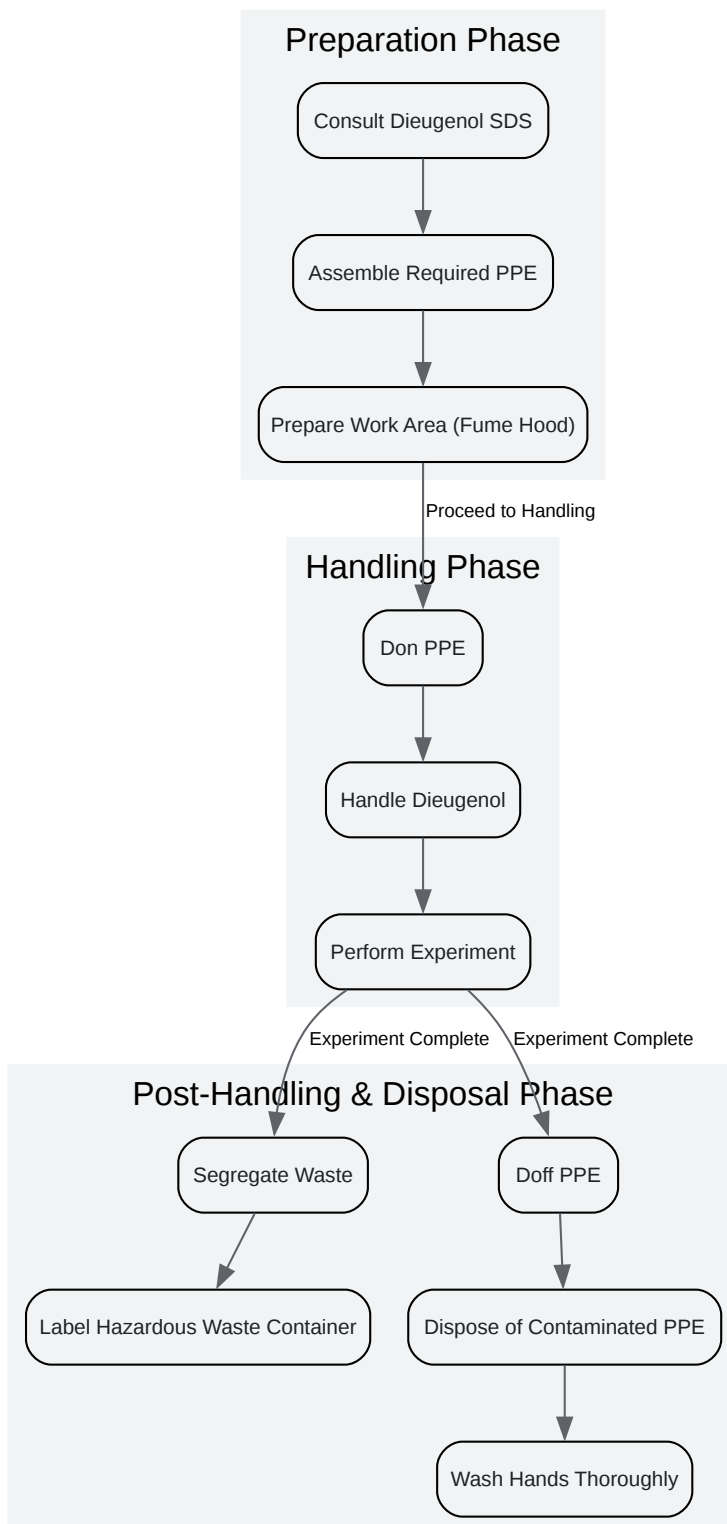 Preparation Phase
Consult Dieugenol SDS
Assemble Required PPE
Prepare Work Area (Fume Hood)
Proceed to Handling
Handling Phase
Don PPE
Handle Dieugenol
Perform Experiment
Experiment Complete
Experiment Complete
Post-Handling & Disposal Phase
Segregate Waste
Doff PPE
Label Hazardous Waste Container
Dispose of Contaminated PPE
Wash Hands Thoroughly